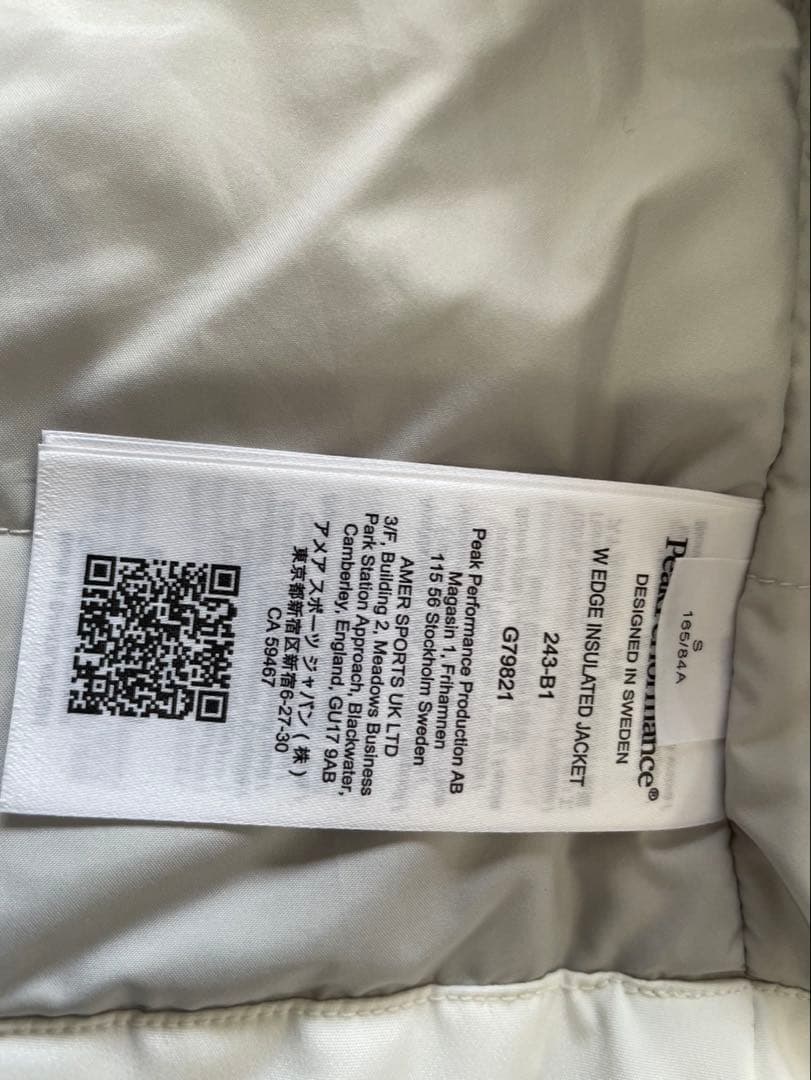 S
165/84A
Peak Performance®
DESIGNED IN SWEDEN
W EDGE INSULATED JACKET
243-B1
G79821
Peak Performance Production AB
Magasin 1, Frihamnen
115 56 Stockholm Sweden
AMER SPORTS UK LTD
3/F, Building 2, Meadows Business
Park Station Approach, Blackwater,
Camberley, England, GU17 9AB
アメア スポーツ ジャパン ( 株 )
東京都新宿区新宿6-27-30
CA 59467